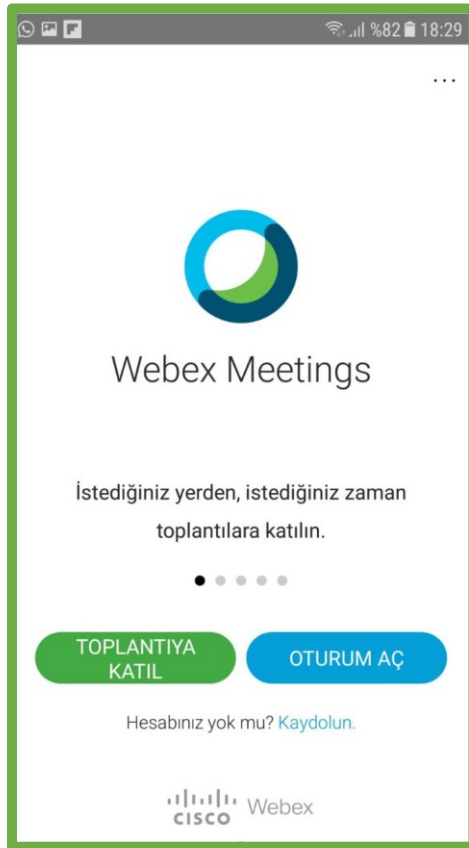 %82 18:29
...
Webex Meetings
İstediğiniz yerden, istediğiniz zaman
toplantılara katılın.
TOPLANTIYA
KATIL
OTURUM AÇ
Hesabınız yok mu? Kaydolun.
CISCO Webex